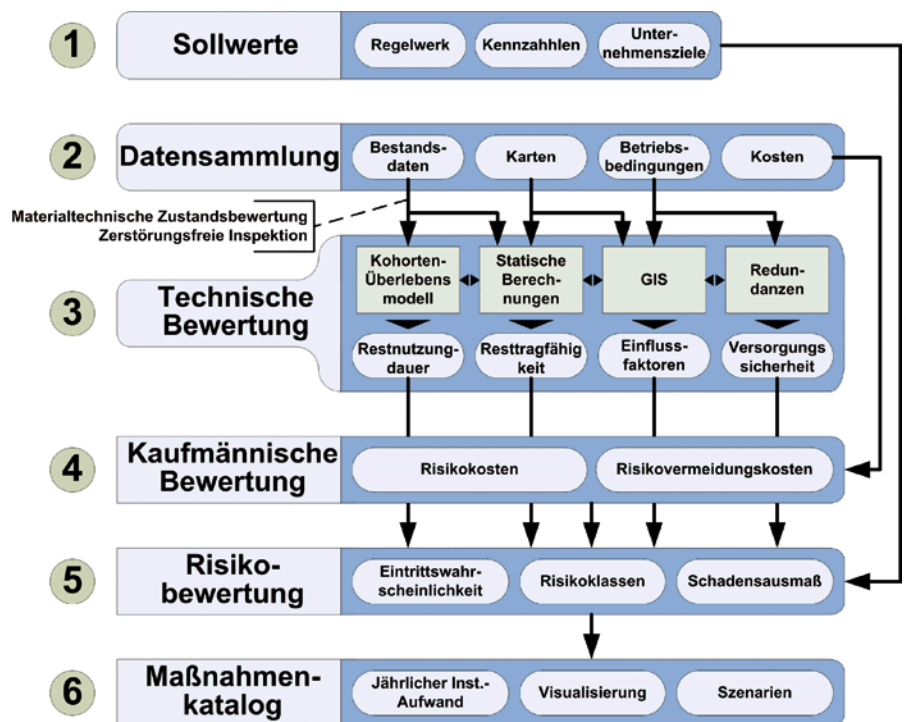 1
Sollwerte
Regelwerk
Kennzahhlen
Unter-
nehmensziele
2
Datensammlung
Bestands-
daten
Karten
Betriebs-
bedingungen
Kosten
Materialtechnische Zustandsbewertung
Zerstörungsfreie Inspektion
3
Technische
Bewertung
Kohorten-
Überlebens
modell
Statische
Berech-
nungen
GIS
Redun-
danzen
Restnutzung-
dauer
Resttragfähig
keit
Einfluss-
faktoren
Versorgungs
sicherheit
4
Kaufmännische
Bewertung
Risikokosten
Risikovermeidungskosten
5
Risiko-
bewertung
Eintrittswahr-
scheinlichkeit
Risikoklassen
Schadensausmaß
6
Maßnahmen-
katalog
Jährlicher Inst.-
Aufwand
Visualisierung
Szenarien